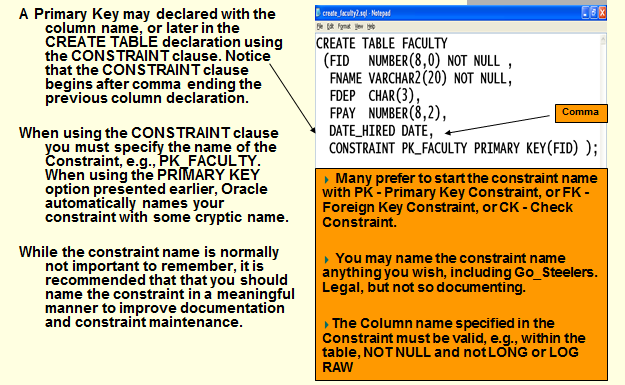 A Primary Key may declared with the
column name, or later in the
CREATE TABLE declaration using
the CONSTRAINT clause. Notice
that the CONSTRAINT clause
begins after comma ending the
previous column declaration.
When using the CONSTRAINT clause
you must specify the name of the
Constraint, e.g., PK_FACULTY.
When using the PRIMARY KEY
option presented earlier, Oracle
automatically names your
constraint with some cryptic name.
While the constraint name is normally
not important to remember, it is
recommended that that you should
name the constraint in a meaningful
manner to improve documentation
and constraint maintenance.
create_faculty2.sql - Notepad
File Edit Format View Help
CREATE TABLE FACULTY
(FID NUMBER(8,0) NOT NULL ,
FNAME VARCHAR2(20) NOT NULL,
FDEP CHAR(3),
FPAY NUMBER(8,2),
DATE_HIRED DATE,
CONSTRAINT PK_FACULTY PRIMARY KEY(FID) );
Comma
Many prefer to start the constraint name
with PK - Primary Key Constraint, or FK -
Foreign Key Constraint, or CK - Check
Constraint.
You may name the constraint name
anything you wish, including Go_Steelers.
Legal, but not so documenting.
The Column name specified in the
Constraint must be valid, e.g., within the
table, NOT NULL and not LONG or LOG
RAW